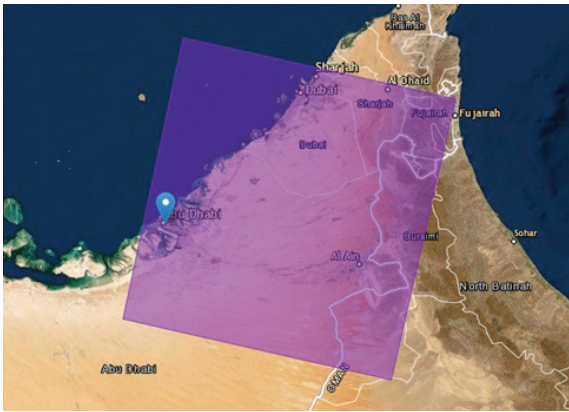 Ras Al
Khaimah
Sharjah
Al Dhaid
Dubai
Sharjah
Fujairah
Fujairah
Dubai
Abu Dhabi
Sohar
Buraimi
Al Ain
North Batinah
Abu Dhabi
OMAN